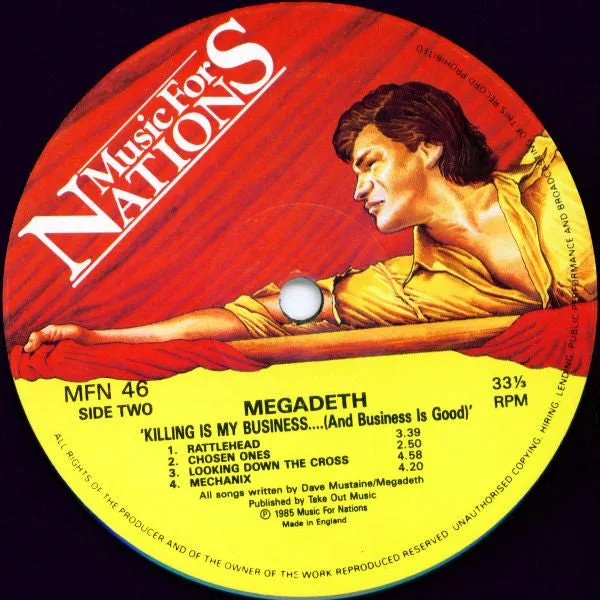 Music For
NATIONS
MFN 46
SIDE TWO
33⅓
RPM
MEGADETH
'KILLING IS MY BUSINESS....(And Business Is Good)'
1. RATTLEHEAD 3.39
2. CHOSEN ONES 2.50
3. LOOKING DOWN THE CROSS 4.58
4. MECHANIX 4.20
All songs written by Dave Mustaine/Megadeth
Published by Take Out Music
Ⓟ 1985 Music For Nations
Made in England
ALL RIGHTS OF THE PRODUCER AND OF THE OWNER OF THE WORK REPRODUCED RESERVED. UNAUTHORISED COPYING, HIRING, LENDING, PUBLIC PERFORMANCE AND BROADCASTING OF THIS RECORD PROHIBITED